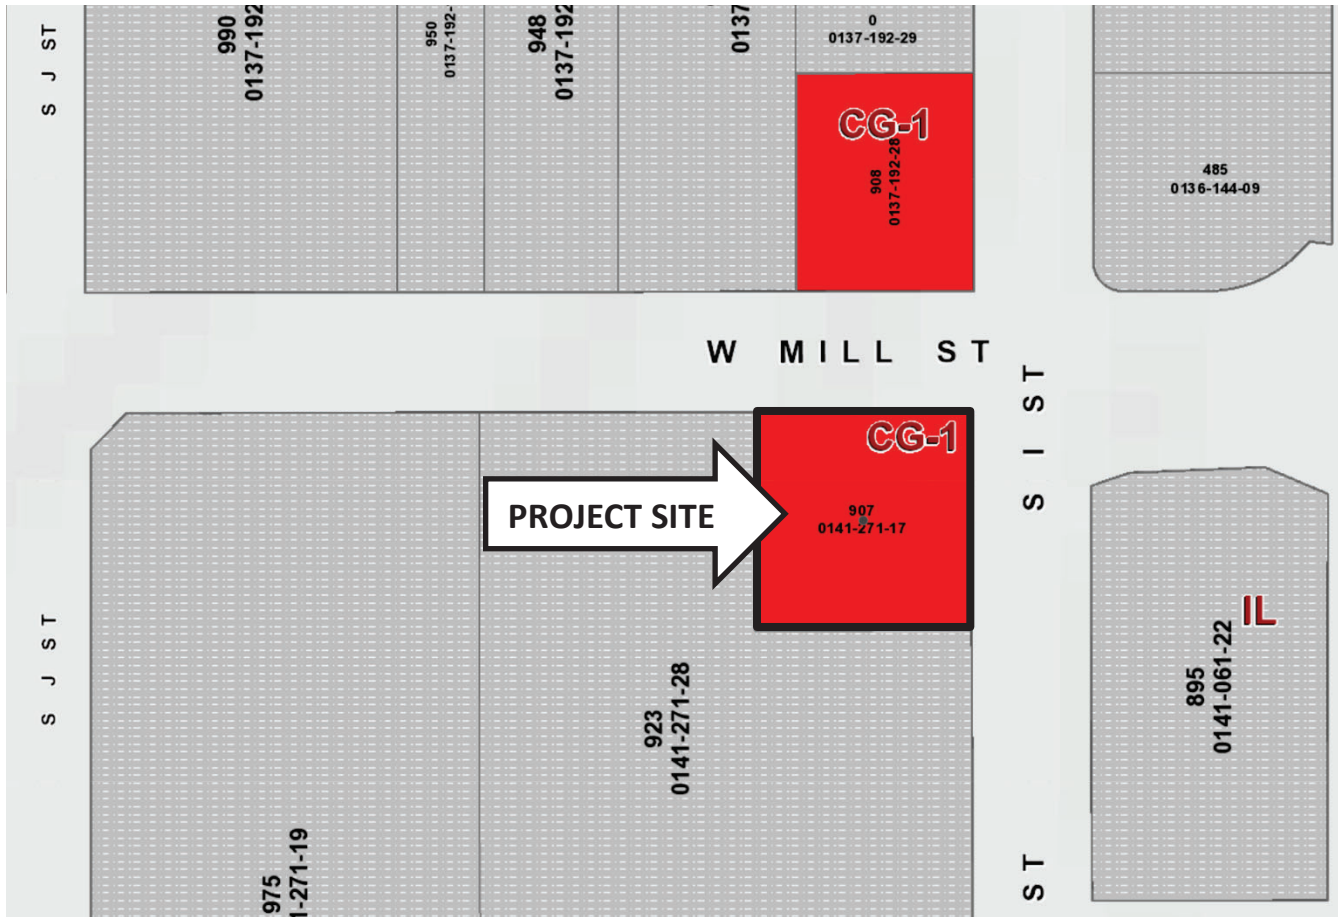 S J ST
990
0137-192
950
0137-192-
948
0137-192
0137
0
0137-192-29
CG-1
908
0137-192-28
485
0136-144-09
W MILL ST
S I ST
CG-1
907
0141-271-17
PROJECT SITE
IL
895
0141-061-22
S J ST
923
0141-271-28
975
1-271-19
ST